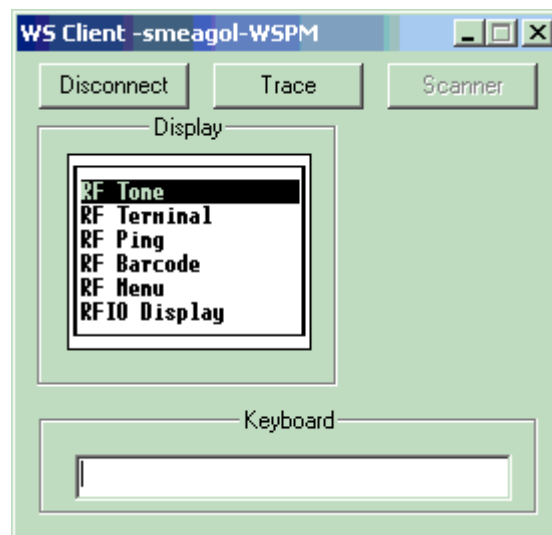 WS Client -smeagol-WSPM
Disconnect Trace Scanner
Display
RF Tone
RF Terminal
RF Ping
RF Barcode
RF Menu
RFIO Display
Keyboard